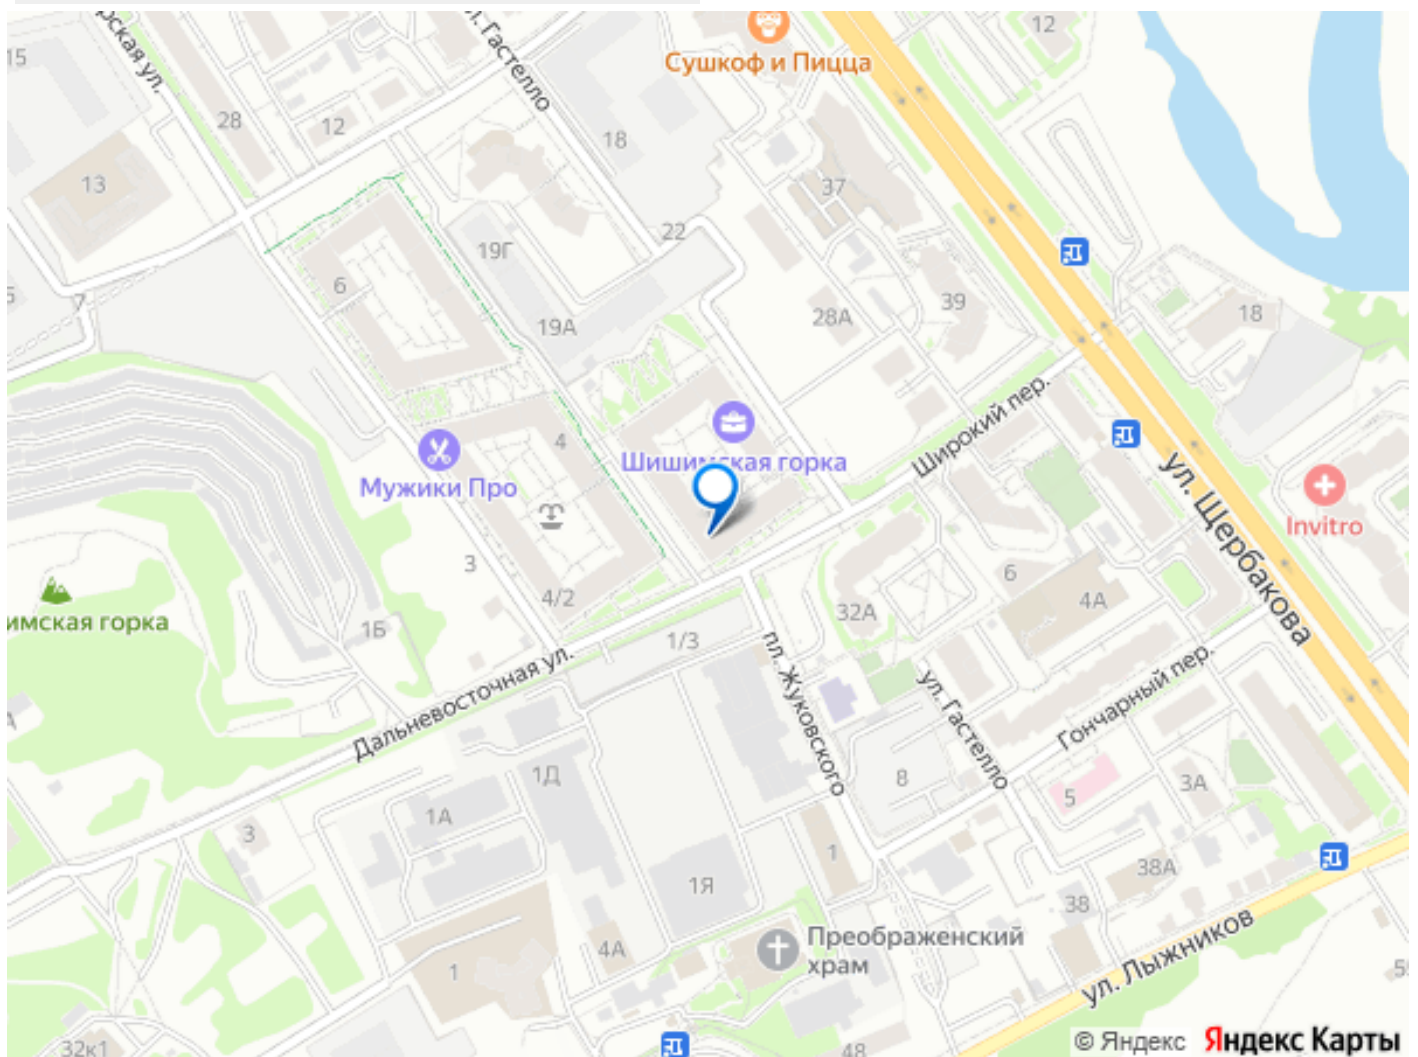 15
рская ул.
ул. Гастелло
Сушкоф и Пицца
12
28
12
18
13
37
22
19Г
6
7
19А
28А
39
18
Широкий пер.
4
Шишимская горка
Мужики Про
ул. Щербакова
Invitro
3
6
4А
4/2
32А
имская горка
1Б
1/3
Дальневосточная ул.
пл. Жуковского
ул. Гастелло
Гончарный пер.
1Д
8
5
3А
1А
3
1
38А
1Я
38
Преображенский
храм
4А
1
ул. Лыжников
32к1
48
© Яндекс Яндекс Карты